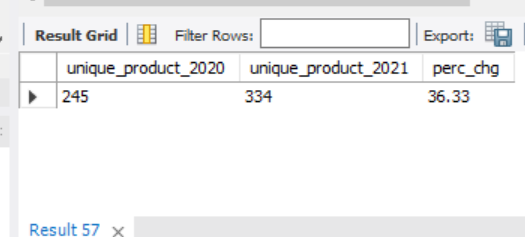 Result Grid Filter Rows: Export:
unique_product_2020 unique_product_2021 perc_chg
245 334 36.33
Result 57 ×